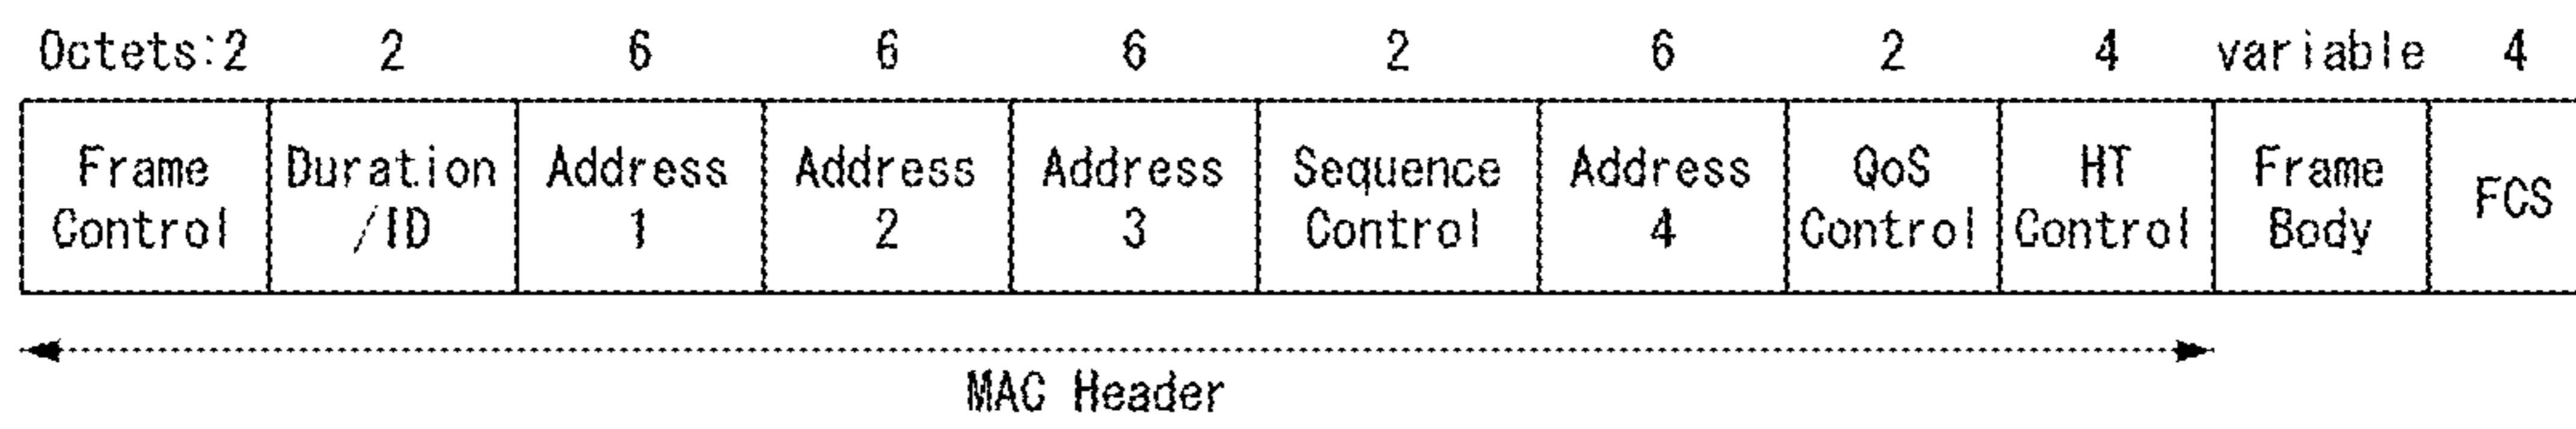 Octets:2 2 6 6 6 2 6 2 4 variable 4
Frame Duration Address Address Address Sequence Address QoS HT Frame FCS
Control /ID 1 2 3 Control 4 Control Control Body
MAC Header